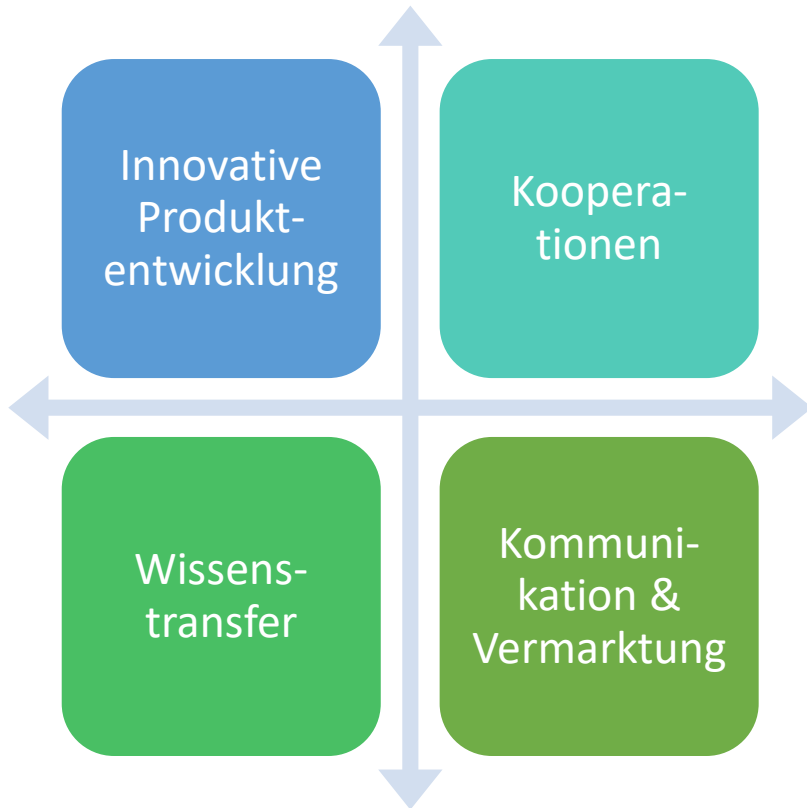 Innovative
Produkt-
entwicklung
Koopera-
tionen
Wissens-
transfer
Kommuni-
kation &
Vermarktung